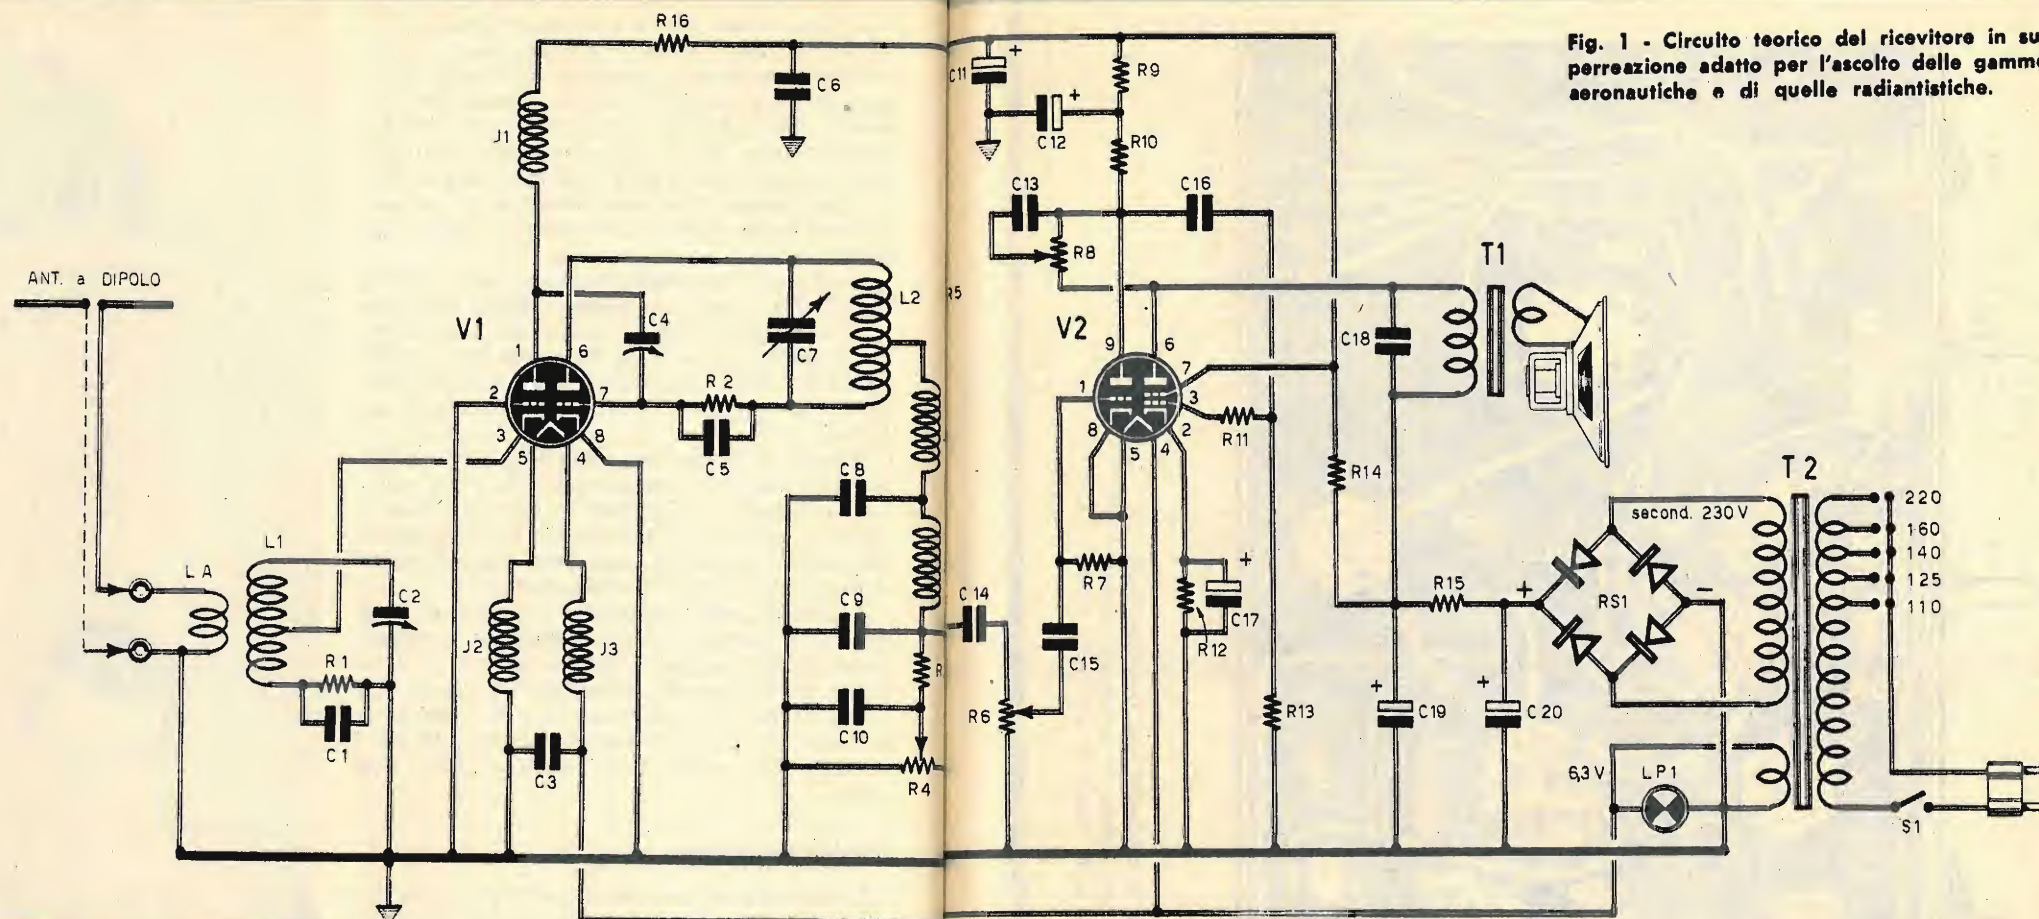 Fig. 1 - Circuito teorico del ricevitore in su-
perreazione adatto per l'ascolto delle gamme
aeronautiche e di quelle radiantistiche.
R16
C6
J1
C11
+
C12
+
R9
R10
C13
C16
R8
ANT. a DIPOLO
V1
C4
C7
L2
R5
V2
C18
T1
1
6
2
7
3
8
5
4
R 2
C5
9
6
7
1
3
8
2
5
4
R11
R14
C8
L A
L1
C2
R 1
C1
J2
J3
C3
C9
C10
R
R4
C 14
R6
R7
C15
+
C17
R12
R13
R15
+
C19
+
C 20
+
RS1
-
second. 230 V
T 2
220
160
140
125
110
6,3 V
LP1
S1